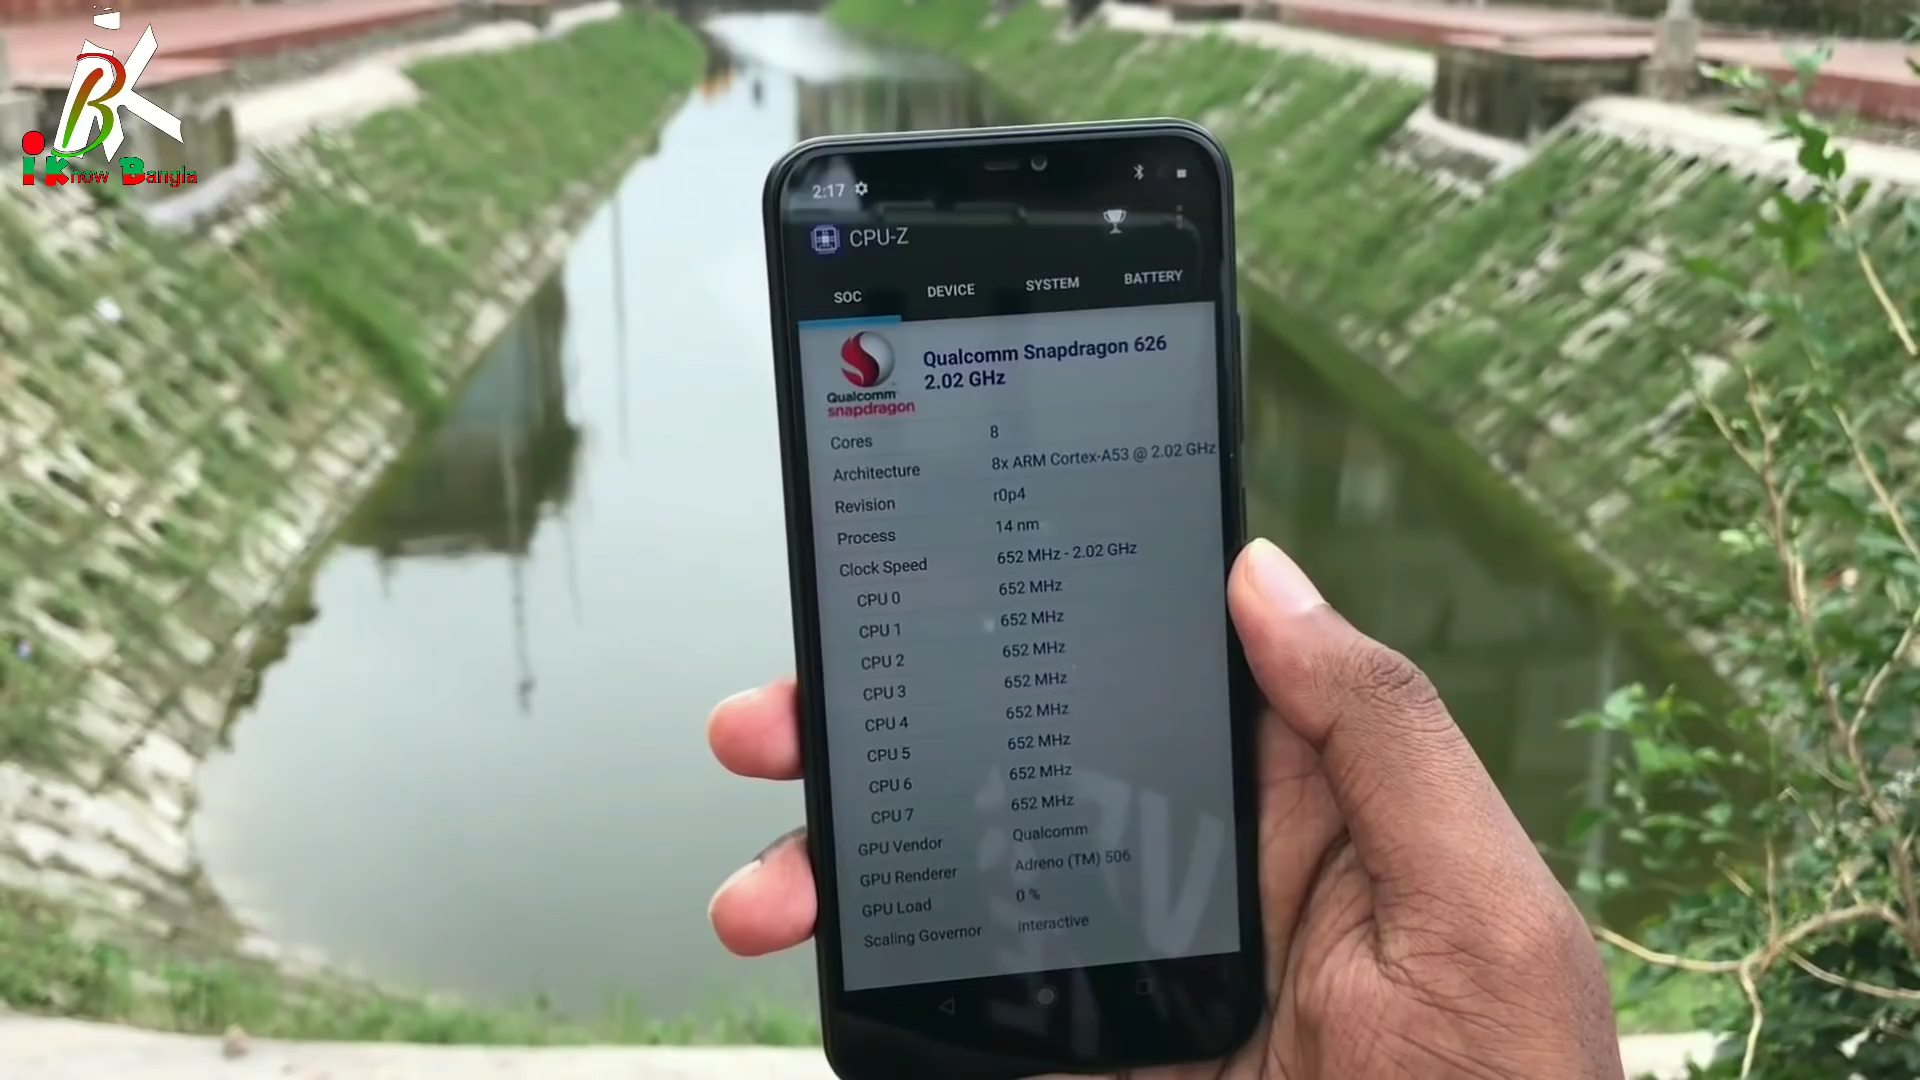 BK
iKnow Bangla
2:17
CPU-Z
SOC DEVICE SYSTEM BATTERY
Qualcomm snapdragon
Qualcomm Snapdragon 626
2.02 GHz
Cores 8
Architecture 8x ARM Cortex-A53 @ 2.02 GHz
Revision r0p4
Process 14 nm
Clock Speed 652 MHz - 2.02 GHz
CPU 0 652 MHz
CPU 1 652 MHz
CPU 2 652 MHz
CPU 3 652 MHz
CPU 4 652 MHz
CPU 5 652 MHz
CPU 6 652 MHz
CPU 7 652 MHz
GPU Vendor Qualcomm
GPU Renderer Adreno (TM) 506
GPU Load 0 %
Scaling Governor Interactive